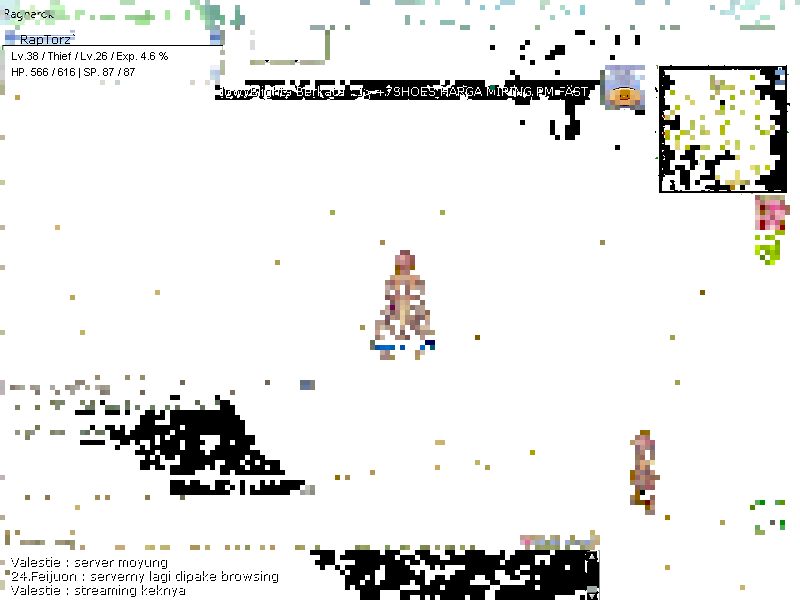 Ragnarok
RapTorz
Lv.38 / Thief / Lv.26 / Exp. 4.6 %
HP. 566 / 616 | SP. 87 / 87
+7SHOES HARGA MIRING PM FAST
Valestie : server moyung
24.Feijuon : serverny lagi dipake browsing
Valestie : streaming keknya